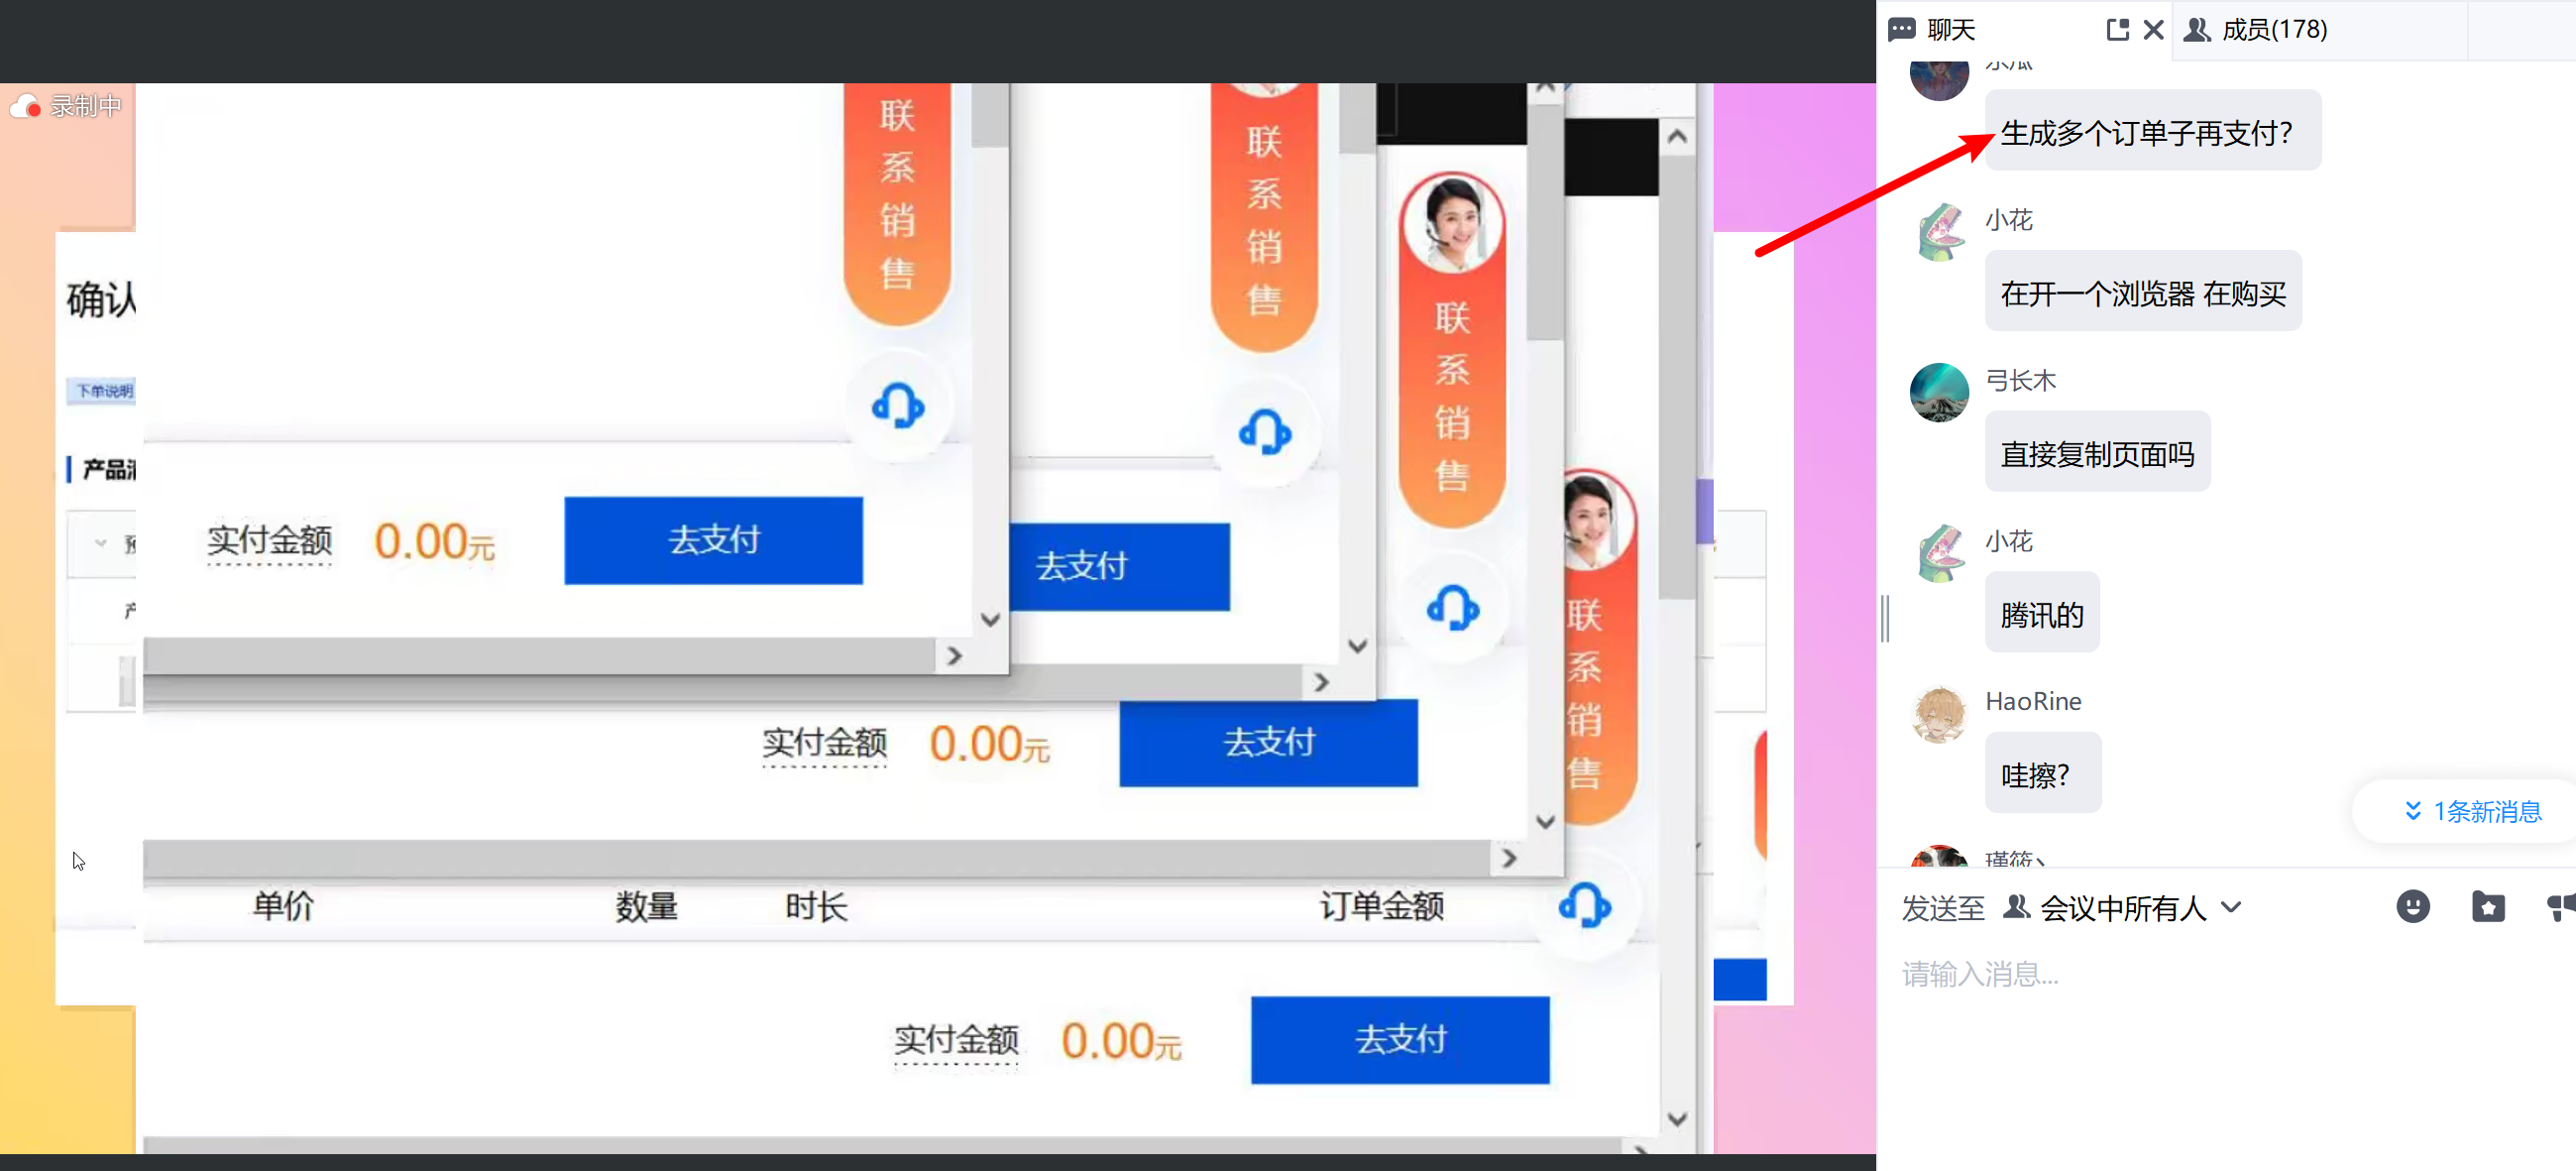 录制中
确认
下单说明
产品清
联系销售
联系销售
联系销售
联系销售
实付金额 0.00元 去支付
去支付
实付金额 0.00元 去支付
单价 数量 时长 订单金额
实付金额 0.00元 去支付
聊天
成员(178)
生成多个订单子再支付？
小花
在开一个浏览器 在购买
弓长木
直接复制页面吗
小花
腾讯的
HaoRine
哇擦？
1条新消息
发送至 会议中所有人
请输入消息...